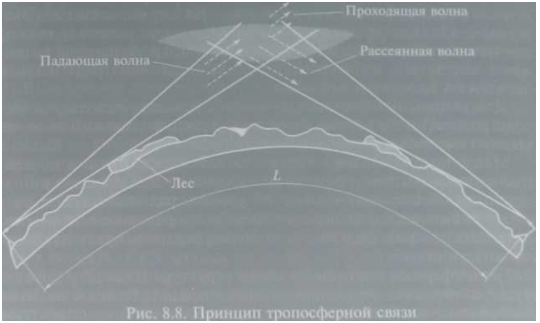 Проходящая волна
Падающая волна
Рассеянная волна
Лес
L
Рис. 8.8. Принцип тропосферной связи